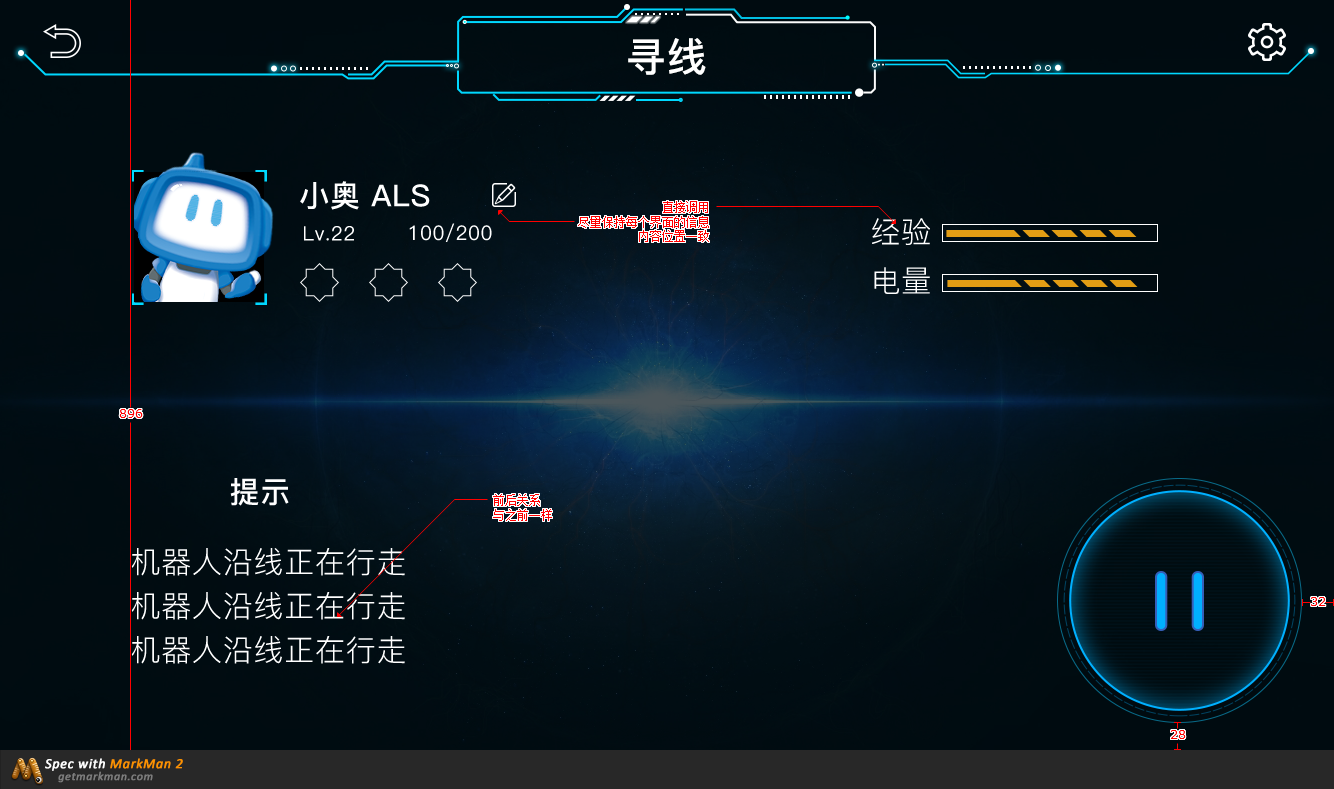 寻线
小奥 ALS
Lv.22
100/200
直接调用
尽量保持每个界面的信息
内容位置一致
经验
电量
896
提示
前后关系
与之前一样
机器人沿线正在行走
机器人沿线正在行走
机器人沿线正在行走
32
28
Spec with MarkMan 2
getmarkman.com